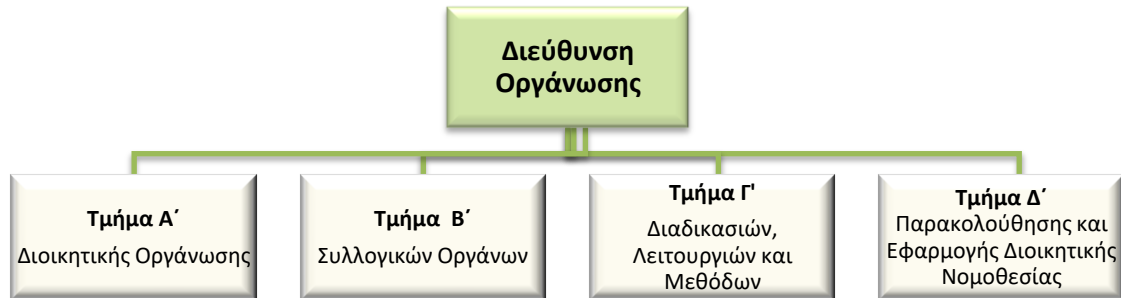 Διεύθυνση
Οργάνωσης
Τμήμα Α΄
Διοικητικής Οργάνωσης
Τμήμα Β΄
Συλλογικών Οργάνων
Τμήμα Γ'
Διαδικασιών,
Λειτουργιών και
Μεθόδων
Τμήμα Δ΄
Παρακολούθησης και
Εφαρμογής Διοικητικής
Νομοθεσίας